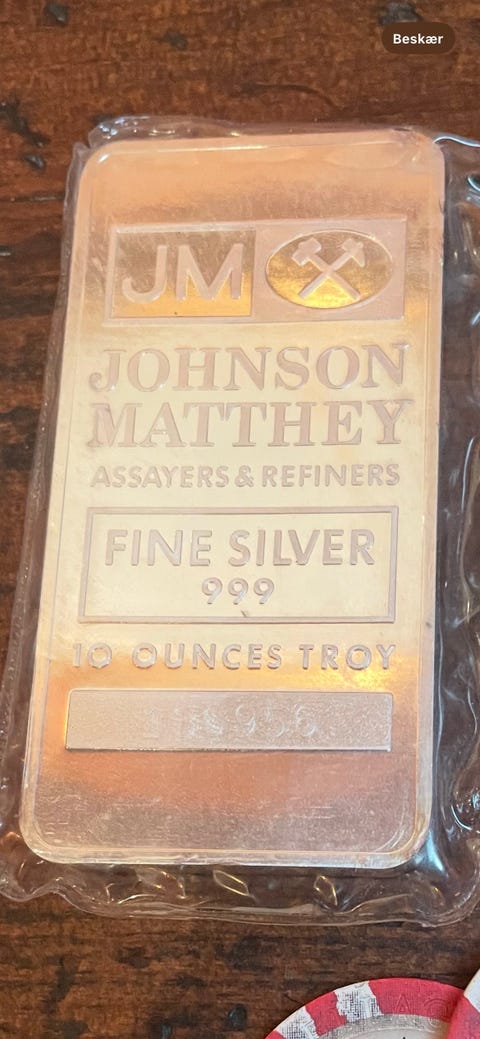 Beskær
JM
JOHNSON
MATTHEY
ASSAYERS & REFINERS
FINE SILVER
999
10 OUNCES TROY